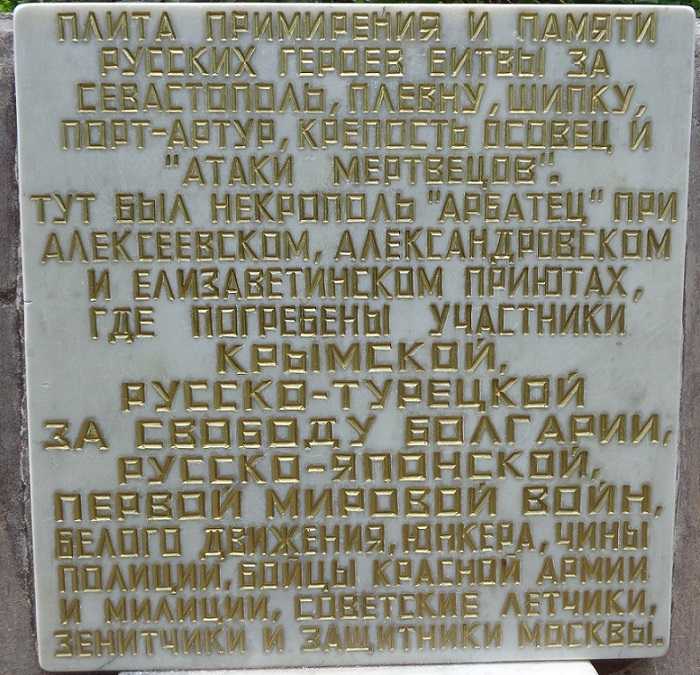 ПЛИТА ПРИМИРЕНИЯ И ПАМЯТИ
РУССКИХ ГЕРОЕВ БИТВЫ ЗА
СЕВАСТОПОЛЬ, ПЛЕВНУ, ШИПКУ,
ПОРТ-АРТУР, КРЕПОСТЬ ОСОВЕЦ И
"АТАКИ МЕРТВЕЦОВ".
ТУТ БЫЛ НЕКРОПОЛЬ "АРБАТЕЦ" ПРИ
АЛЕКСЕЕВСКОМ, АЛЕКСАНДРОВСКОМ
И ЕЛИЗАВЕТИНСКОМ ПРИЮТАХ,
ГДЕ ПОГРЕБЕНЫ УЧАСТНИКИ
КРЫМСКОЙ,
РУССКО-ТУРЕЦКОЙ
ЗА СВОБОДУ БОЛГАРИИ,
РУССКО-ЯПОНСКОЙ,
ПЕРВОЙ МИРОВОЙ ВОЙН,
БЕЛОГО ДВИЖЕНИЯ, ЮНКЕРА, ЧИНЫ
ПОЛИЦИИ, БОЙЦЫ КРАСНОЙ АРМИИ
И МИЛИЦИИ, СОВЕТСКИЕ ЛЕТЧИКИ,
ЗЕНИТЧИКИ И ЗАЩИТНИКИ МОСКВЫ.